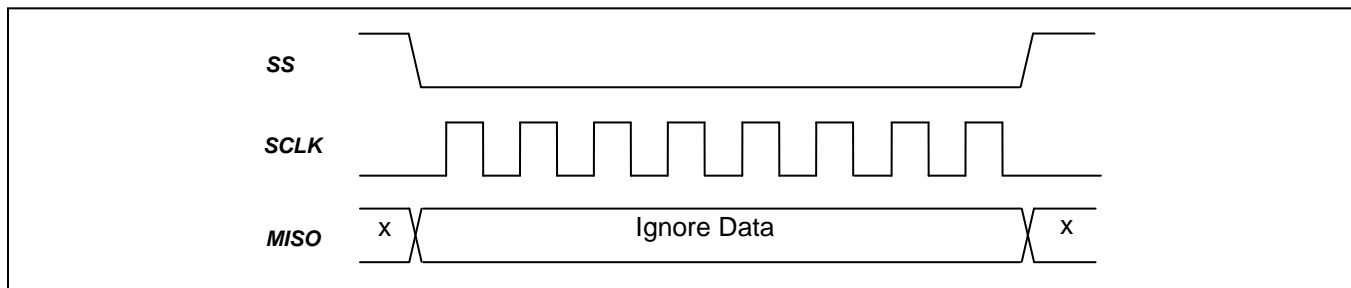 SS
SCLK
MISO
x
Ignore Data
x